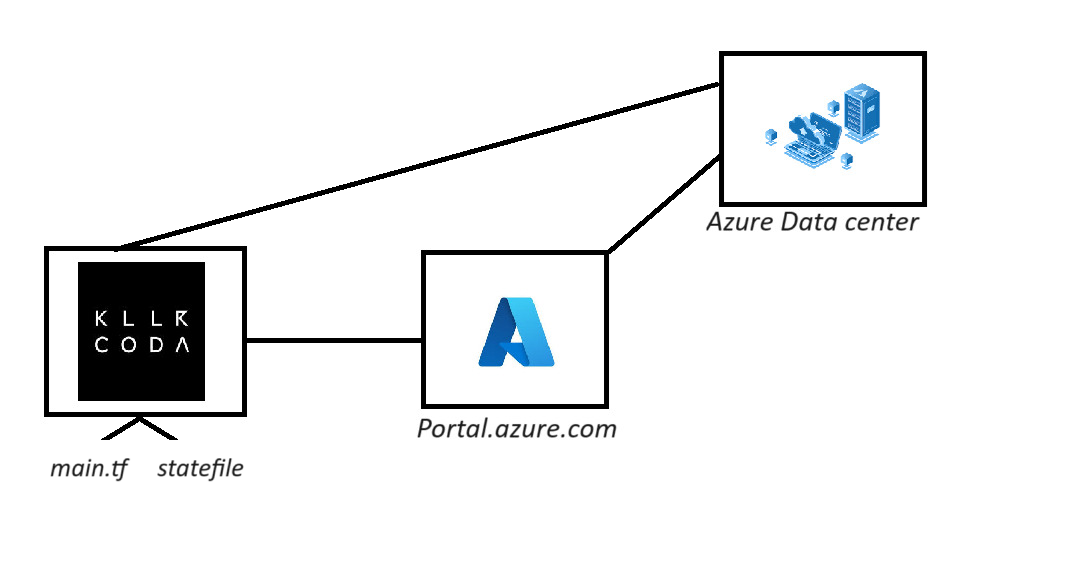 Azure Data center
KLLR
CODA
Portal.azure.com
main.tf statefile